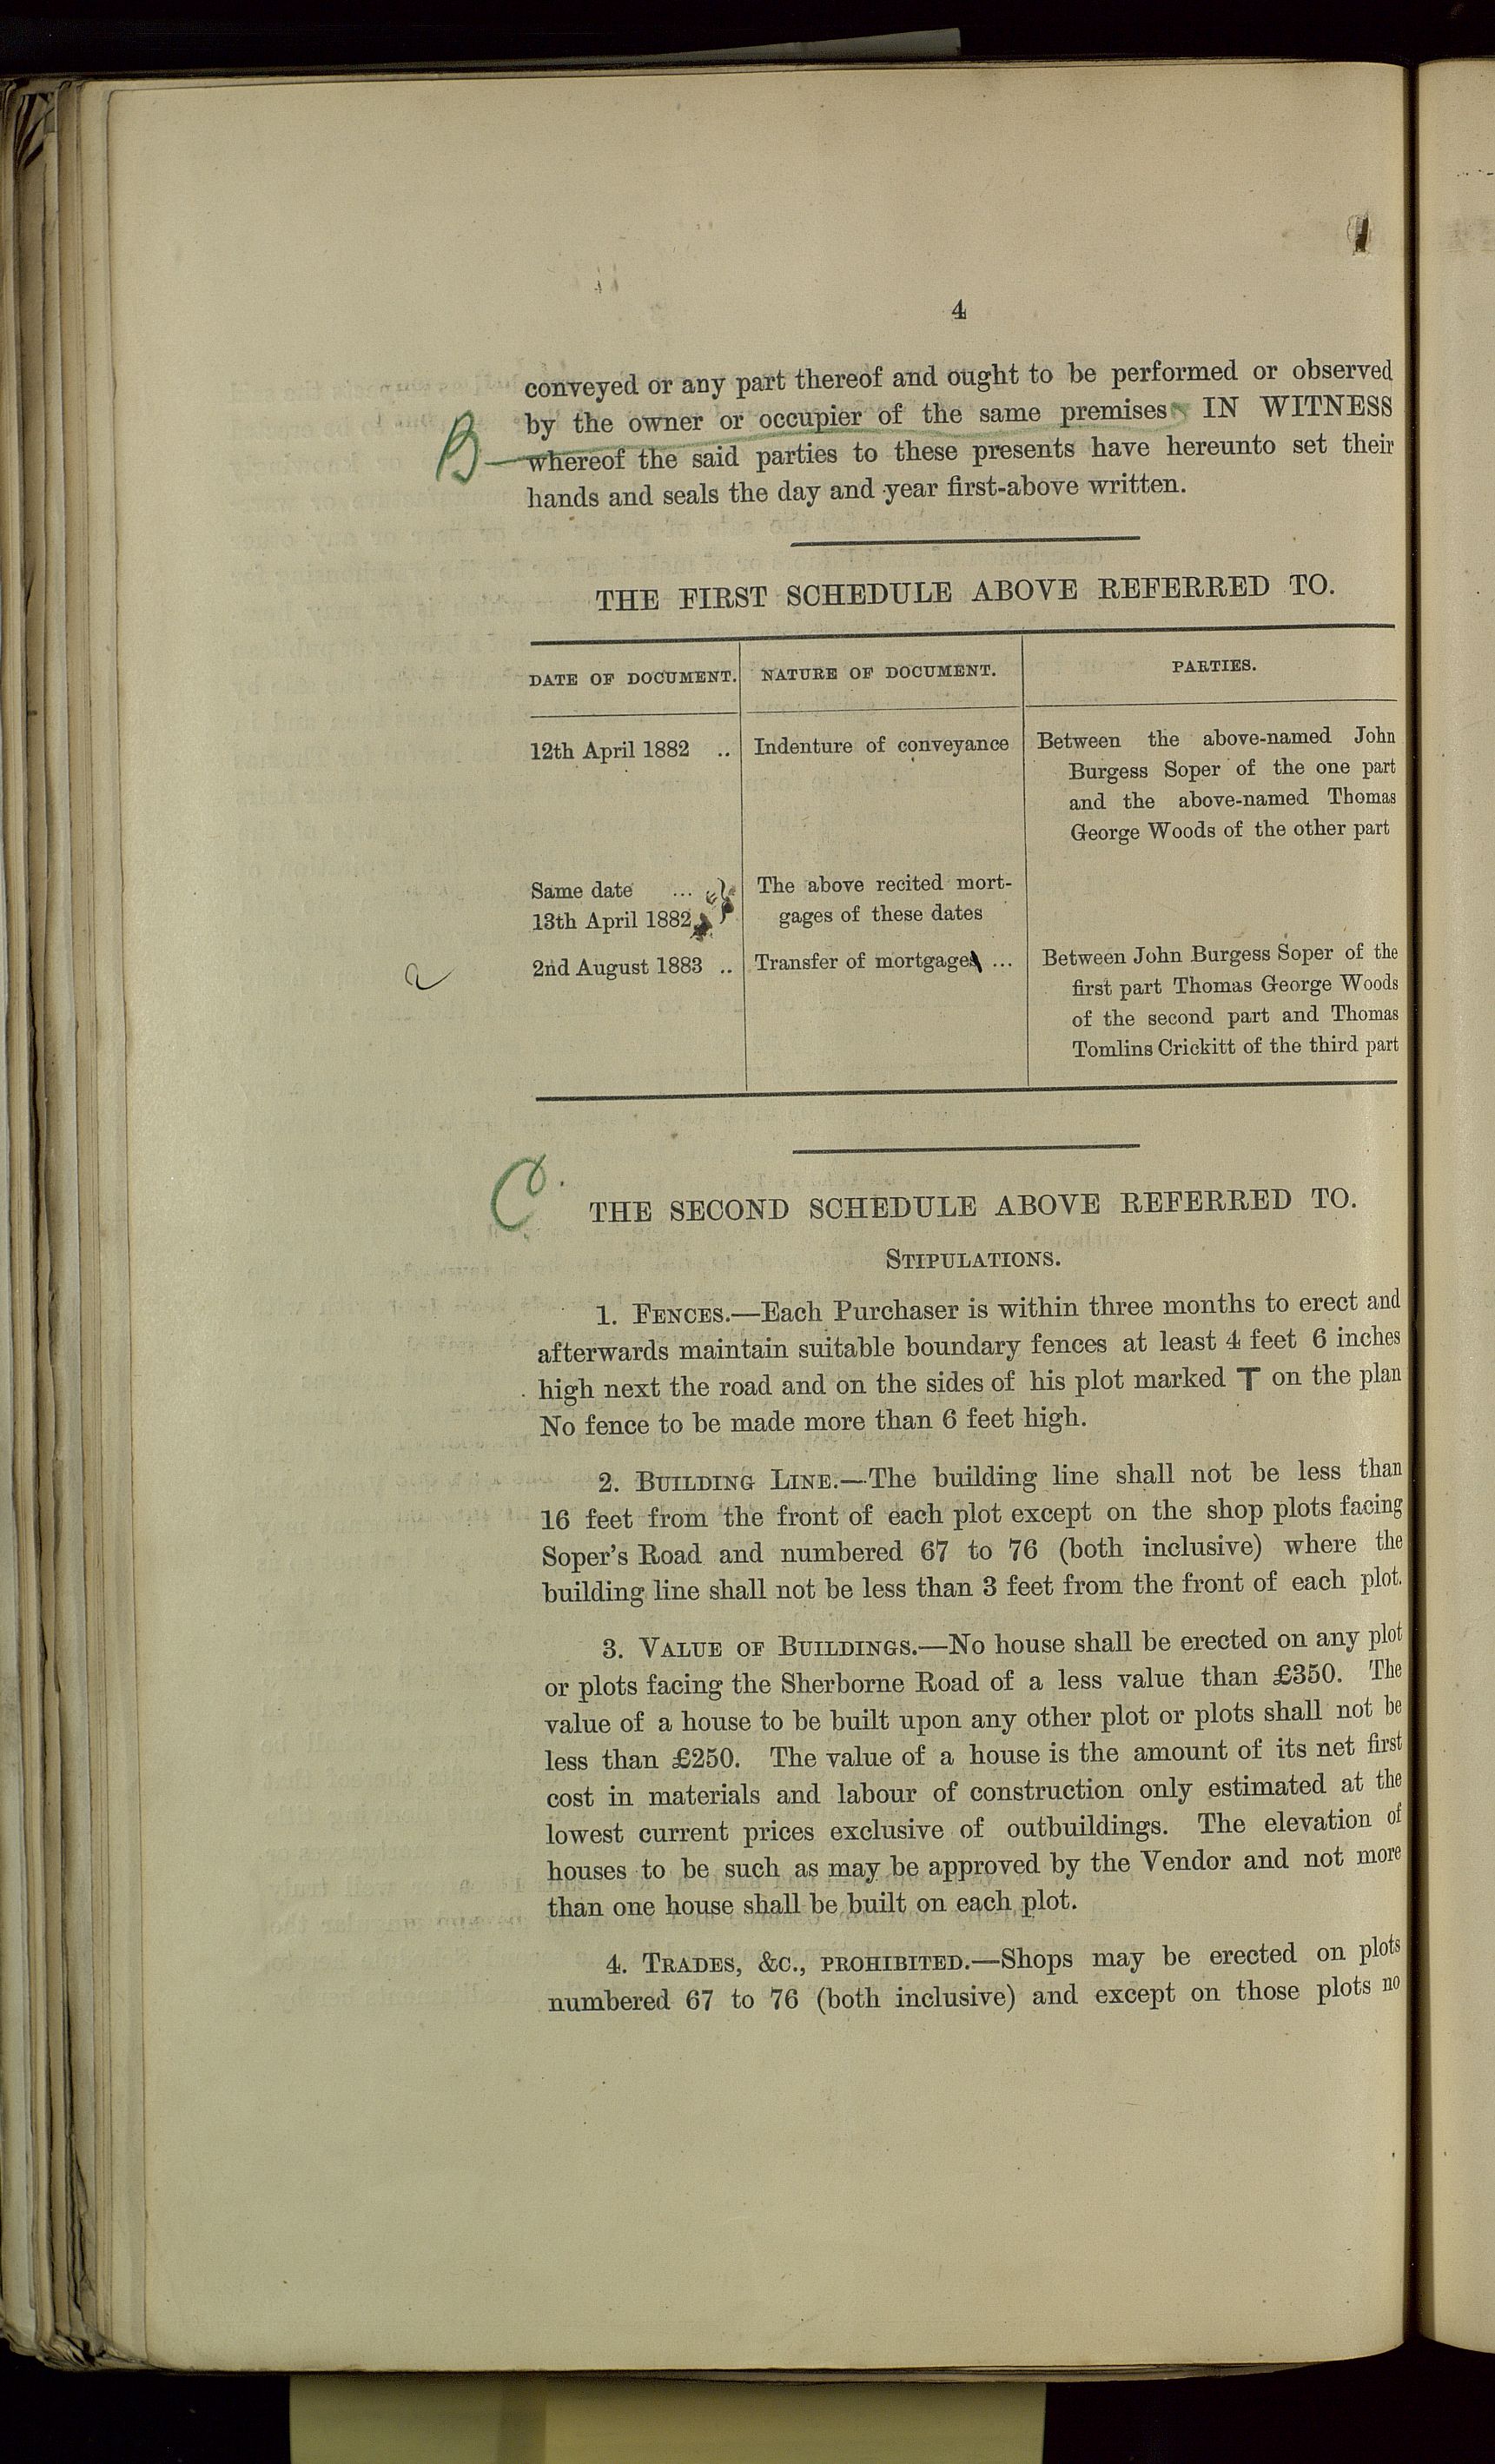 4
conveyed or any part thereof and ought to be performed or observed
by the owner or occupier of the same premises IN WITNESS
B
whereof the said parties to these presents have hereunto set their
hands and seals the day and year first-above written.
THE FIRST SCHEDULE ABOVE REFERRED TO.
DATE OF DOCUMENT. NATURE OF DOCUMENT. PARTIES.
12th April 1882 .. Indenture of conveyance Between the above-named John
Burgess Soper of the one part
and the above-named Thomas
George Woods of the other part
Same date ... The above recited mort-
13th April 1882 gages of these dates
2nd August 1883 .. Transfer of mortgage ... Between John Burgess Soper of the
first part Thomas George Woods
of the second part and Thomas
Tomlins Crickitt of the third part
C.
THE SECOND SCHEDULE ABOVE REFERRED TO.
STIPULATIONS.
1. FENCES.—Each Purchaser is within three months to erect and
afterwards maintain suitable boundary fences at least 4 feet 6 inches
high next the road and on the sides of his plot marked T on the plan
No fence to be made more than 6 feet high.
2. BUILDING LINE.—The building line shall not be less than
16 feet from the front of each plot except on the shop plots facing
Soper's Road and numbered 67 to 76 (both inclusive) where the
building line shall not be less than 3 feet from the front of each plot.
3. VALUE OF BUILDINGS.—No house shall be erected on any plot
or plots facing the Sherborne Road of a less value than £350. The
value of a house to be built upon any other plot or plots shall not be
less than £250. The value of a house is the amount of its net first
cost in materials and labour of construction only estimated at the
lowest current prices exclusive of outbuildings. The elevation of
houses to be such as may be approved by the Vendor and not more
than one house shall be built on each plot.
4. TRADES, &C., PROHIBITED.—Shops may be erected on plots
numbered 67 to 76 (both inclusive) and except on those plots no